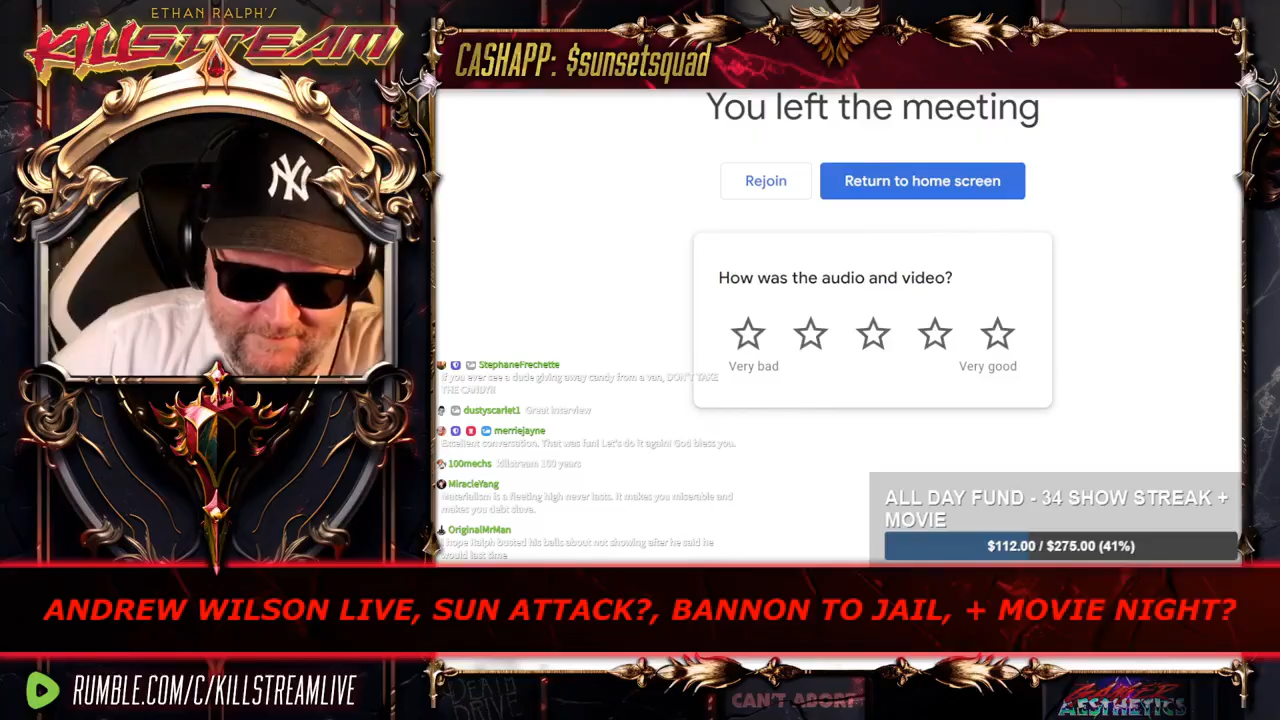 ETHAN RALPH'S
KILLSTREAM
NY
CASHAPP: $sunsetsquad
You left the meeting
Rejoin
Return to home screen
How was the audio and video?
Very bad
Very good
StephaneFrechette
If you ever see a dude giving away candy from a van, DON'T TAKE
THE CANDY!!
dustyscarlet1 Great interview
merriejayne
Excellent conversation. That was fun! Let's do it again! God bless you.
100mechs killstream 100 years
MiracleYang
Materialism is a fleeting high never lasts. It makes you miserable and
makes you debt slave.
OriginalMrMan
I hope Ralph busted his balls about not showing after he said he
would last time
ALL DAY FUND - 34 SHOW STREAK +
MOVIE
$112.00 / $275.00 (41%)
ANDREW WILSON LIVE, SUN ATTACK?, BANNON TO JAIL, + MOVIE NIGHT?
RUMBLE.COM/C/KILLSTREAMLIVE
DEATH
DRIVE
CAN'T ABORT
AESTHETICS